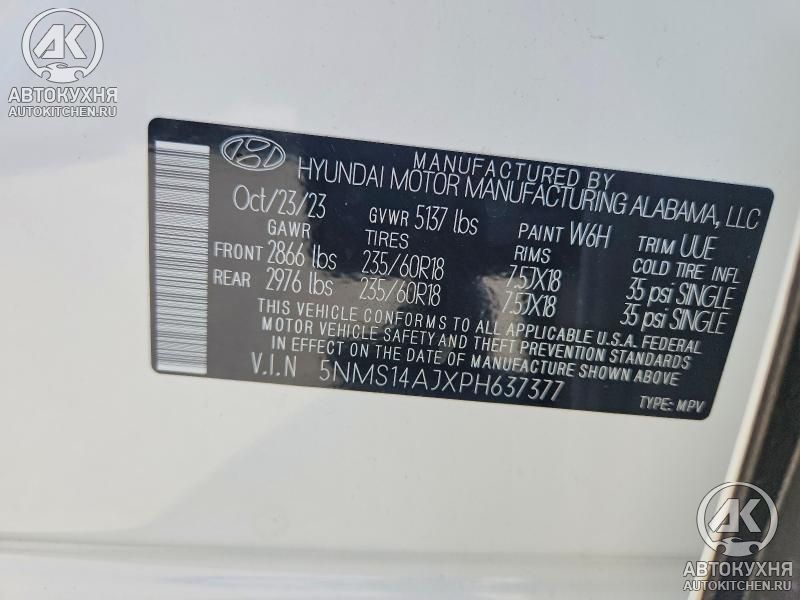 АК
АВТОКУХНЯ
AUTOKITCHEN.RU
MANUFACTURED BY
HYUNDAI MOTOR MANUFACTURING ALABAMA, LLC
Oct/23/23 GVWR 5137 lbs PAINT W6H TRIM UUE
GAWR TIRES RIMS COLD TIRE INFL
FRONT 2866 lbs 235/60R18 7.5JX18 35 psi SINGLE
REAR 2976 lbs 235/60R18 7.5JX18 35 psi SINGLE
THIS VEHICLE CONFORMS TO ALL APPLICABLE U.S.A. FEDERAL
MOTOR VEHICLE SAFETY AND THEFT PREVENTION STANDARDS
IN EFFECT ON THE DATE OF MANUFACTURE SHOWN ABOVE
V.I.N 5NMS14AJXPH637377
TYPE: MPV
АК
АВТОКУХНЯ
AUTOKITCHEN.RU